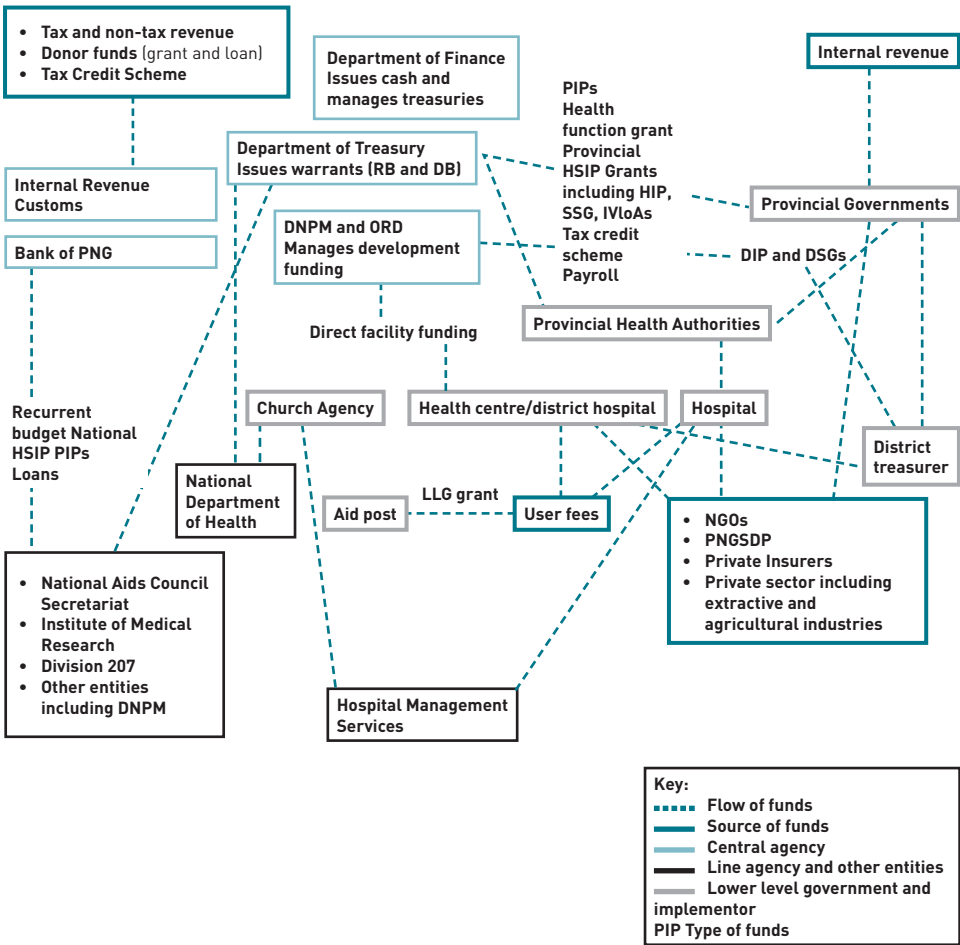 • Tax and non-tax revenue
• Donor funds (grant and loan)
• Tax Credit Scheme
Department of Finance
Issues cash and
manages treasuries
Internal revenue
PIPs
Health
function grant
Provincial
HSIP Grants
including HIP,
SSG, IVloAs
Tax credit
scheme
Payroll
Department of Treasury
Issues warrants (RB and DB)
Internal Revenue
Customs
Provincial Governments
Bank of PNG
DNPM and ORD
Manages development
funding
DIP and DSGs
Direct facility funding
Provincial Health Authorities
Recurrent
budget National
HSIP PIPs
Loans
Church Agency
Health centre/district hospital
Hospital
District
treasurer
National
Department
of Health
Aid post
LLG grant
User fees
• NGOs
• PNGSDP
• Private Insurers
• Private sector including
extractive and
agricultural industries
• National Aids Council
Secretariat
• Institute of Medical
Research
• Division 207
• Other entities
including DNPM
Hospital Management
Services
Key:
Flow of funds
Source of funds
Central agency
Line agency and other entities
Lower level government and
implementor
PIP Type of funds